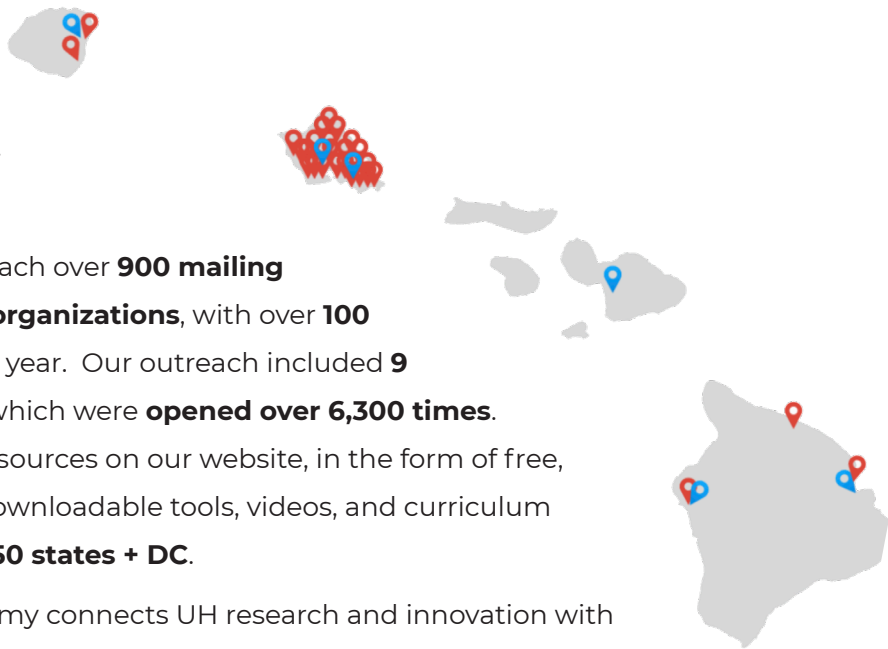 ach over 900 mailing
organizations, with over 100
year. Our outreach included 9
which were opened over 6,300 times.
sources on our website, in the form of free,
ownloadable tools, videos, and curriculum
50 states + DC.
my connects UH research and innovation with